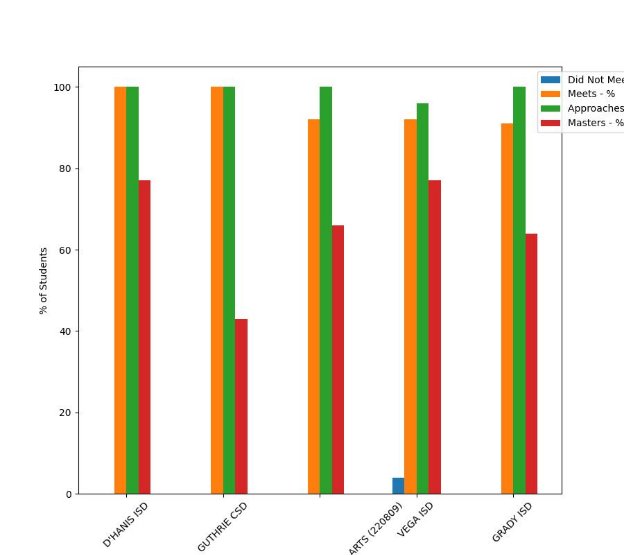 100
80
60
40
20
0
% of Students
Did Not
Meets - %
Approaches
Masters - %
D'HANIS ISD
GUTHRIE CSD
ARTS (220809)
VEGA ISD
GRADY ISD